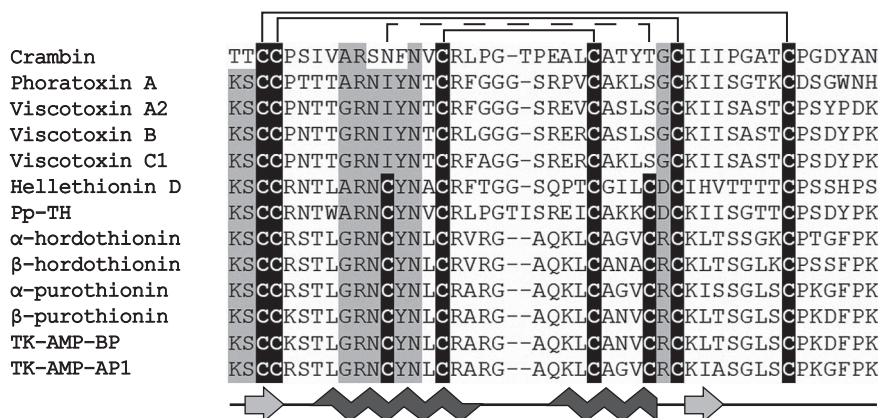 Crambin TTCCPSIVARSNFNVCRLPG-TPEALCATYTGCIIIPGATCPGDYAN
Phoratoxin A KSCCPTTTARNIYNTCRFGGG-SRPVCAKLSGCKIISGTKCDSGWNH
Viscotoxin A2 KSCCPNTTGRNIYNTCRFGGG-SREVCASLSGCKIISASTCPSYPDK
Viscotoxin B KSCCPNTTGRNIYNTCRLGGG-SRERCASLSGCKIISASTCPSDYPK
Viscotoxin C1 KSCCPNTTGRNIYNTCRFAGG-SRERCAKLSGCKIISASTCPSDYPK
Hellethionin D KSCCRNTLARNCYNACRFTGG-SQPTCGILCDCIHVTTTTCPSSHPS
Pp-TH KSCCRNTWARNCYNVCRLPGTISREICAKKCDCKIISGTTCPSDYPK
α-hordothionin KSCCRSTLGRNCYNLCRVRG--AQKLCAGVCRCKLTSSGKCPTGFPK
β-hordothionin KSCCRSTLGRNCYNLCRARG--AQKLCANACRCKLTSGLKCPSSFPK
α-purothionin KSCCRSTLGRNCYNLCRARG--AQKLCAGVCRCKISSGLSCPKGFPK
β-purothionin KSCCKSTLGRNCYNLCRARG--AQKLCANVCRCKLTSGLSCPKDFPK
TK-AMP-BP KSCCKSTLGRNCYNLCRARG--AQKLCANVCRCKLTSGLSCPKDFPK
TK-AMP-AP1 KSCCKSTLGRNCYNLCRARG--AQKLCAGVCRCKIASGLSCPKGFPK